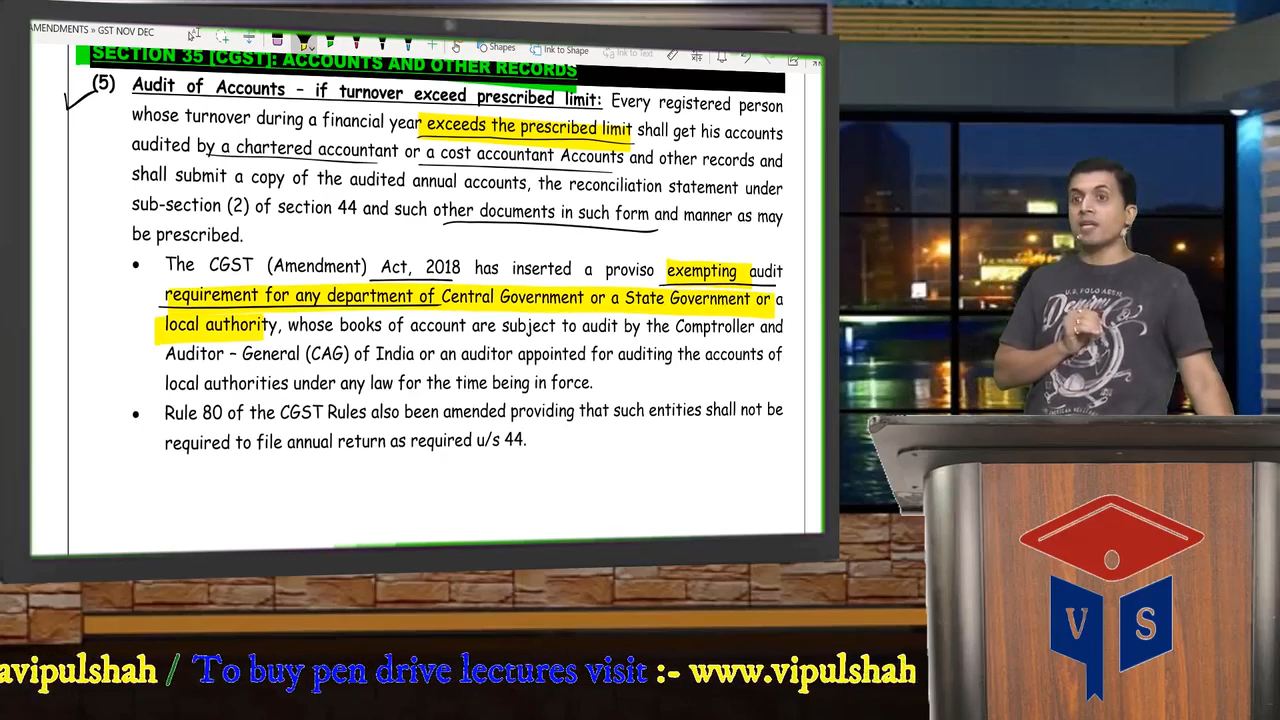 AMENDMENTS » GST NOV DEC
Shapes
Ink to Shape
Ink to Text
SECTION 35 [CGST]: ACCOUNTS AND OTHER RECORDS
(5) Audit of Accounts – if turnover exceed prescribed limit: Every registered person
whose turnover during a financial year exceeds the prescribed limit shall get his accounts
audited by a chartered accountant or a cost accountant Accounts and other records and
shall submit a copy of the audited annual accounts, the reconciliation statement under
sub-section (2) of section 44 and such other documents in such form and manner as may
be prescribed.
• The CGST (Amendment) Act, 2018 has inserted a proviso exempting audit
requirement for any department of Central Government or a State Government or a
local authority, whose books of account are subject to audit by the Comptroller and
Auditor – General (CAG) of India or an auditor appointed for auditing the accounts of
local authorities under any law for the time being in force.
• Rule 80 of the CGST Rules also been amended providing that such entities shall not be
required to file annual return as required u/s 44.
U.S. POLO ASSN.
Denim Co
V S
avipulshah / To buy pen drive lectures visit :- www.vipulshah